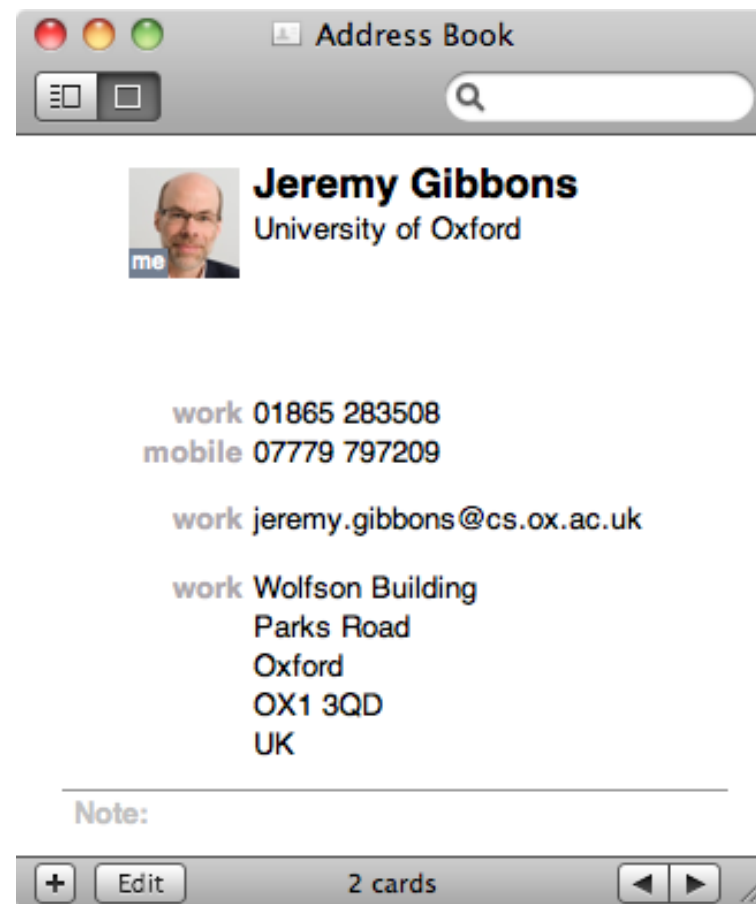 Address Book
Jeremy Gibbons
University of Oxford
me
work 01865 283508
mobile 07779 797209
work jeremy.gibbons@cs.ox.ac.uk
work Wolfson Building
Parks Road
Oxford
OX1 3QD
UK
Note:
+ Edit 2 cards